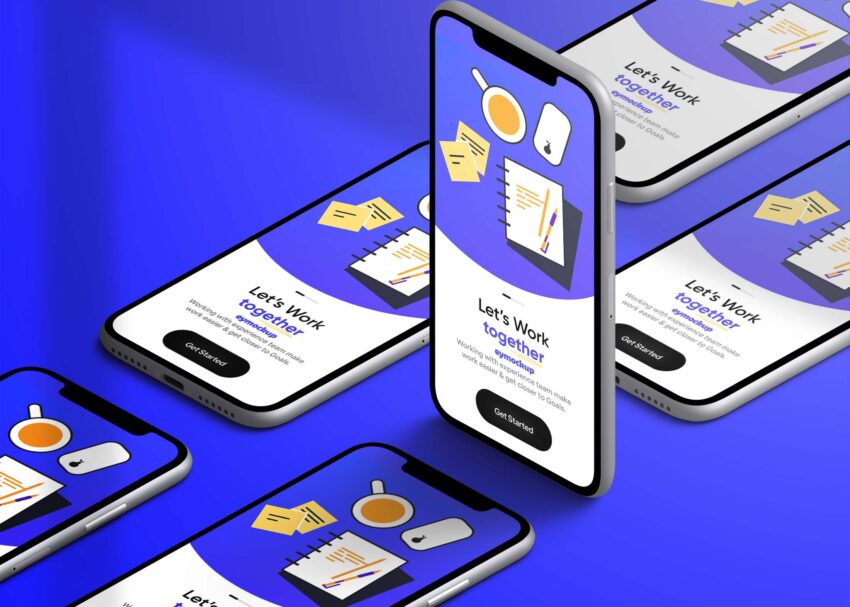 Let's Work
together
eymockup
Working with experience team make
work easier & get closer to Goals.
Get Started
Let's Work
together
eymockup
Working with experience team make
work easier & get closer to Goals.
Get Started
Let's Work
together
eymockup
experience team make
get closer to Goals.
Let's Work
together
eymockup
Working with experience team make
work easier & get closer to Goals.
Get Started
Let's Work